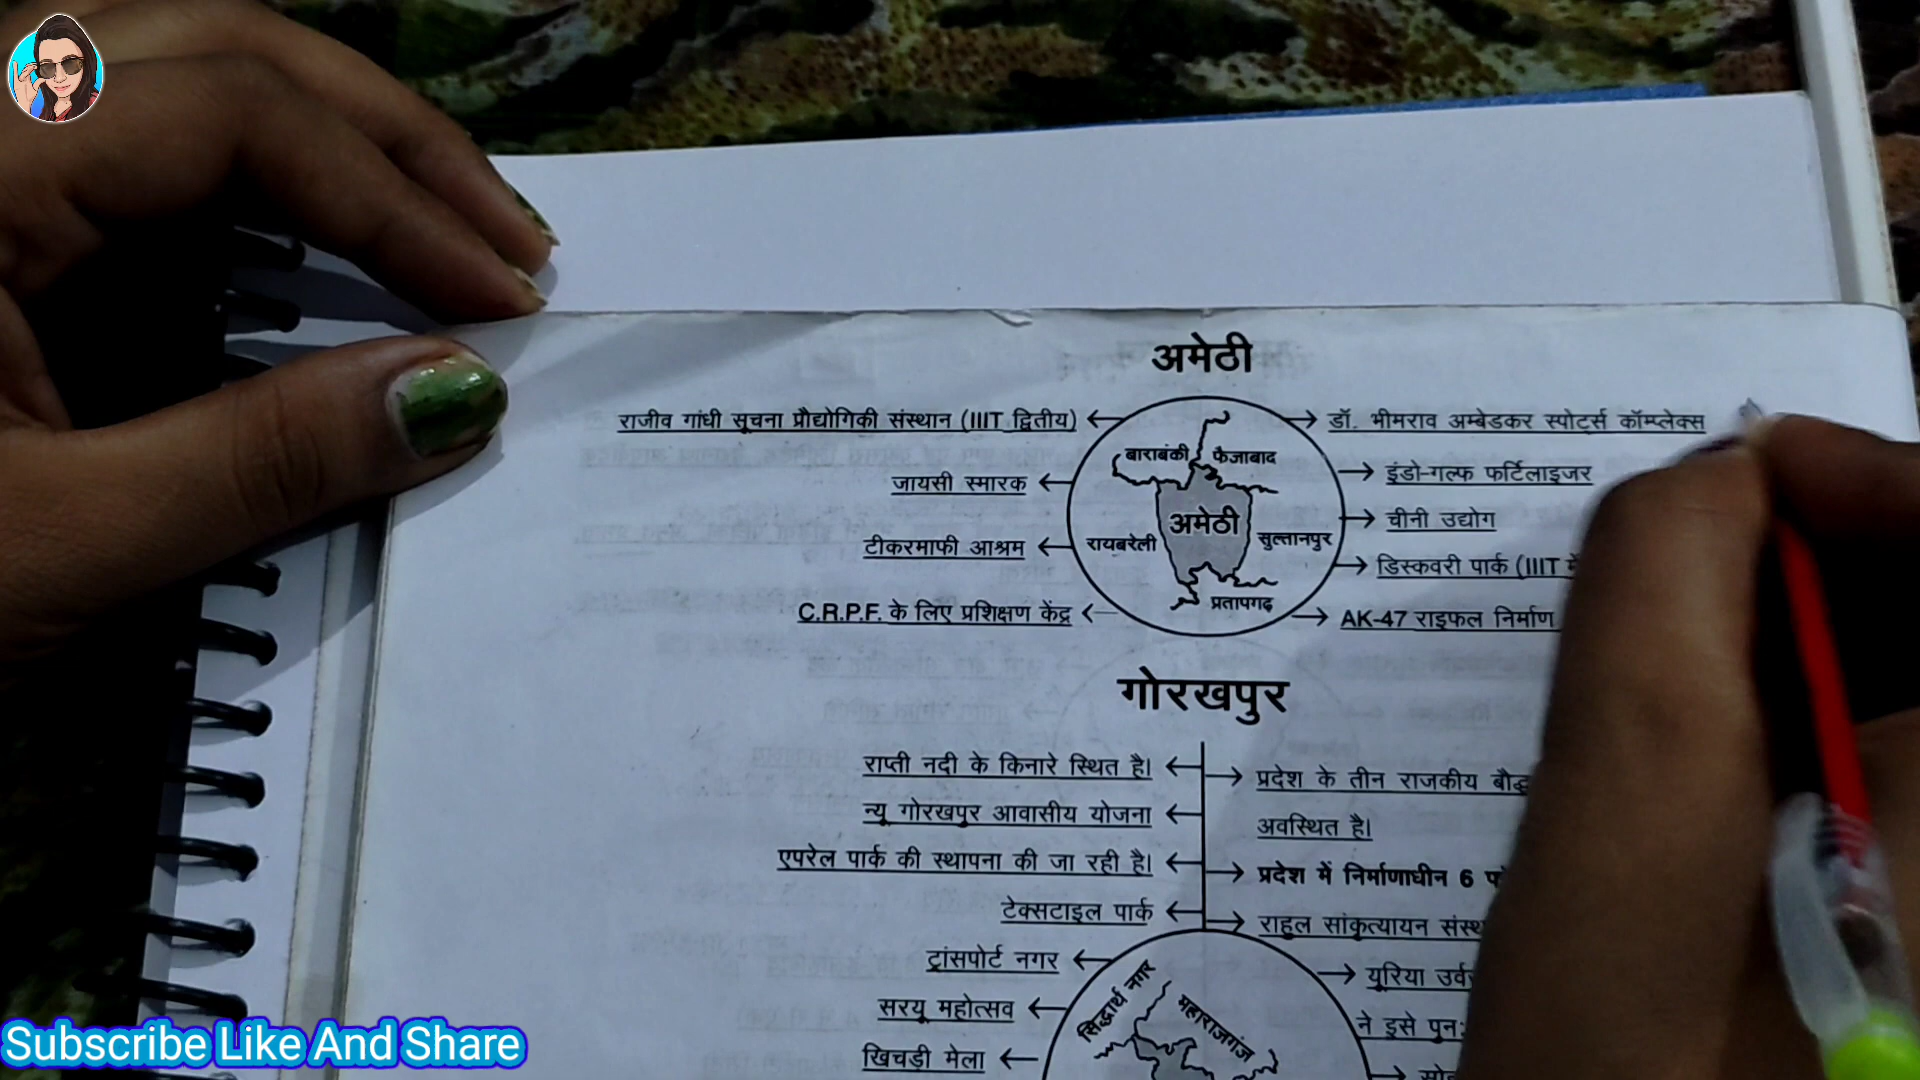 अमेठी
राजीव गांधी सूचना प्रौद्योगिकी संस्थान (IIIT द्वितीय)
डॉ. भीमराव अम्बेडकर स्पोर्ट्स कॉम्प्लेक्स
बाराबंकी फैजाबाद
जायसी स्मारक
इंडो-गल्फ फर्टिलाइजर
अमेठी
चीनी उद्योग
टीकरमाफी आश्रम
रायबरेली
सुल्तानपुर
डिस्कवरी पार्क (IIIT में
प्रतापगढ़
C.R.P.F. के लिए प्रशिक्षण केंद्र
AK-47 राइफल निर्माण
गोरखपुर
राप्ती नदी के किनारे स्थित है।
प्रदेश के तीन राजकीय बौद्ध
न्यू गोरखपुर आवासीय योजना
अवस्थित है।
एपरेल पार्क की स्थापना की जा रही है।
प्रदेश में निर्माणाधीन 6
टेक्सटाइल पार्क
राहुल सांकृत्यायन
ट्रांसपोर्ट नगर
यूरिया
सिद्धार्थ नगर
महाराजगंज
सरयू महोत्सव
ने इसे पुन:
खिचड़ी मेला
Subscribe Like And Share